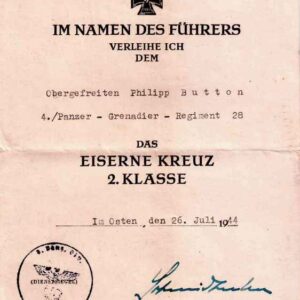 IM NAMEN DES FÜHRERS
VERLEIHE ICH
DEM
Obergefreiten Philipp Button
4./Panzer - Grenadier - Regiment 28
DAS
EISERNE KREUZ
2. KLASSE
Im Osten, den 26. Juli 1944
(DIENSTSIEGEL)